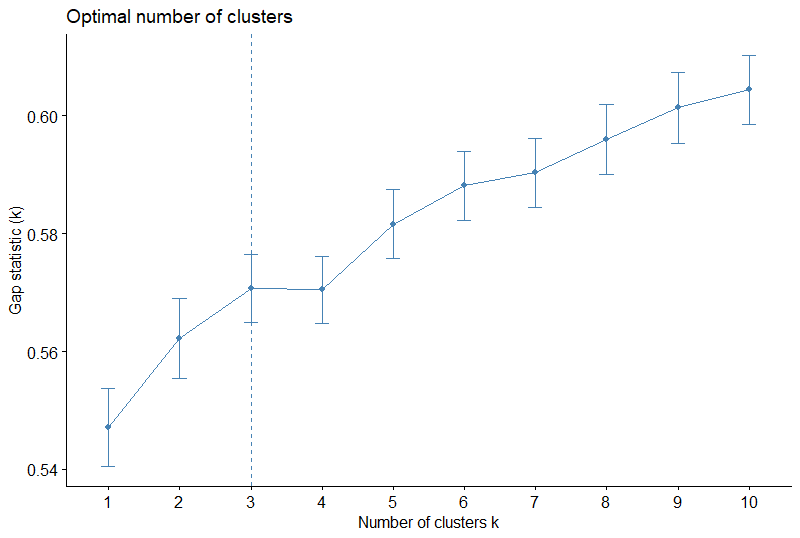 Optimal number of clusters
Gap statistic (k)
0.60
0.58
0.56
0.54
1 2 3 4 5 6 7 8 9 10
Number of clusters k